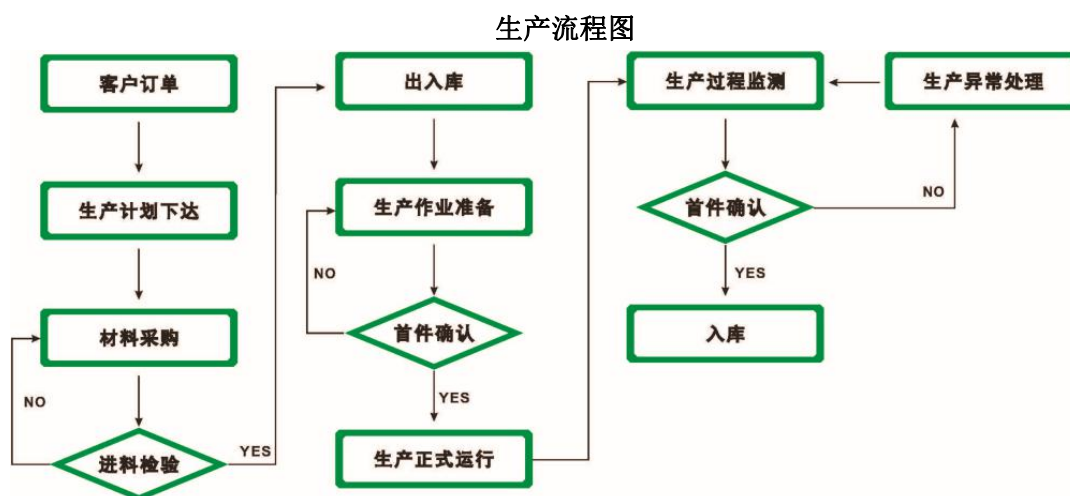 生产流程图
客户订单
生产计划下达
材料采购
NO
进料检验
YES
出入库
生产作业准备
NO
首件确认
YES
生产正式运行
生产过程监测
生产异常处理
首件确认
NO
YES
入库